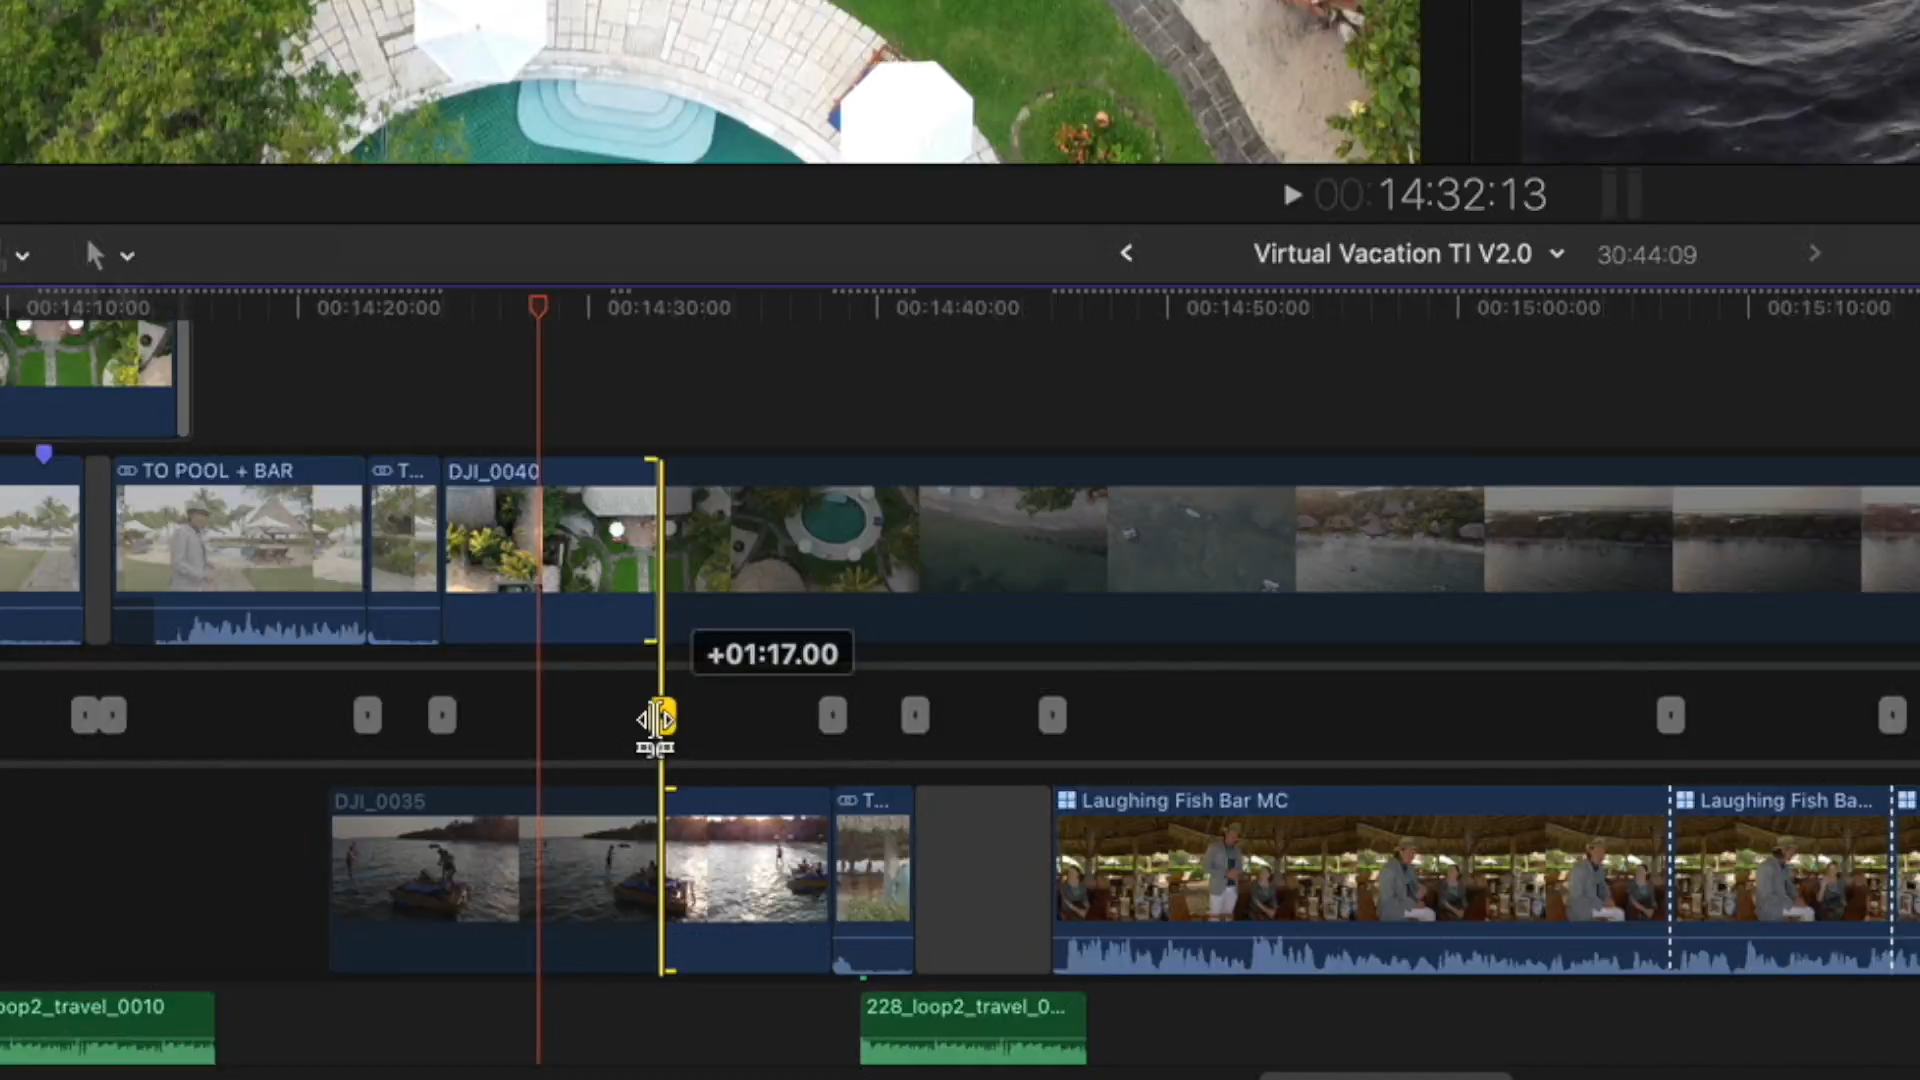 00:14:32:13
Virtual Vacation TI V2.0
30:44:09
00:14:10:00
00:14:20:00
00:14:30:00
00:14:40:00
00:14:50:00
00:15:00:00
00:15:10:00
TO POOL + BAR
T...
DJI_0040
+01:17.00
DJI_0035
T...
Laughing Fish Bar MC
Laughing Fish Ba...
oop2_travel_0010
228_loop2_travel_0...